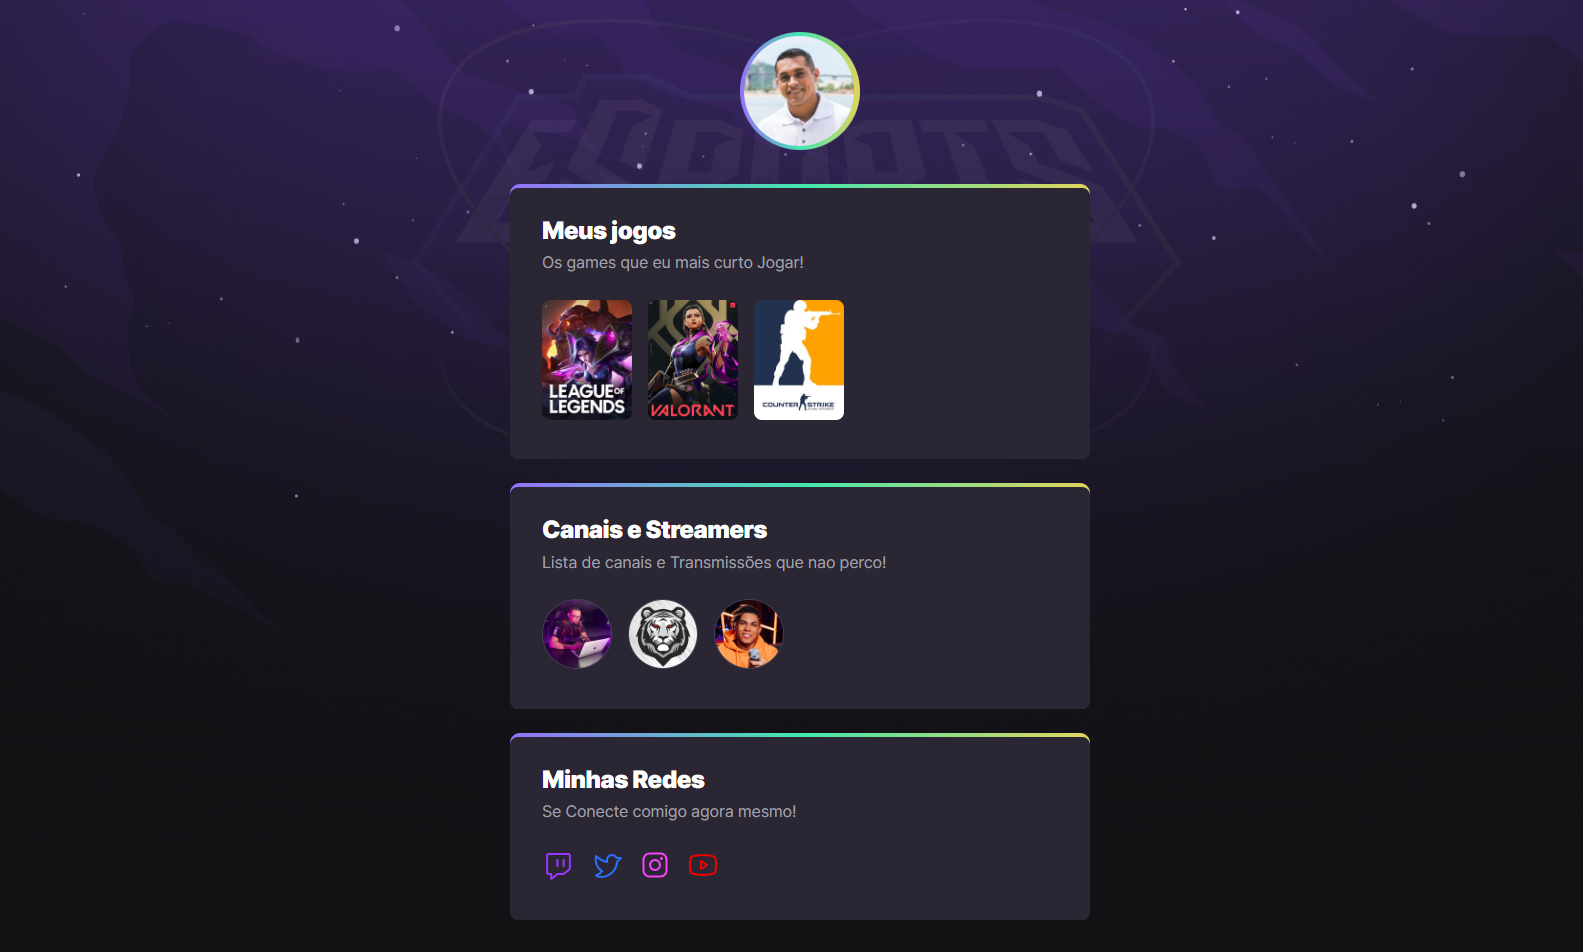 ESPORTS
Meus jogos
Os games que eu mais curto Jogar!
LEAGUE OF
LEGENDS
VALORANT
COUNTER STRIKE
Canais e Streamers
Lista de canais e Transmissões que nao perco!
Minhas Redes
Se Conecte comigo agora mesmo!